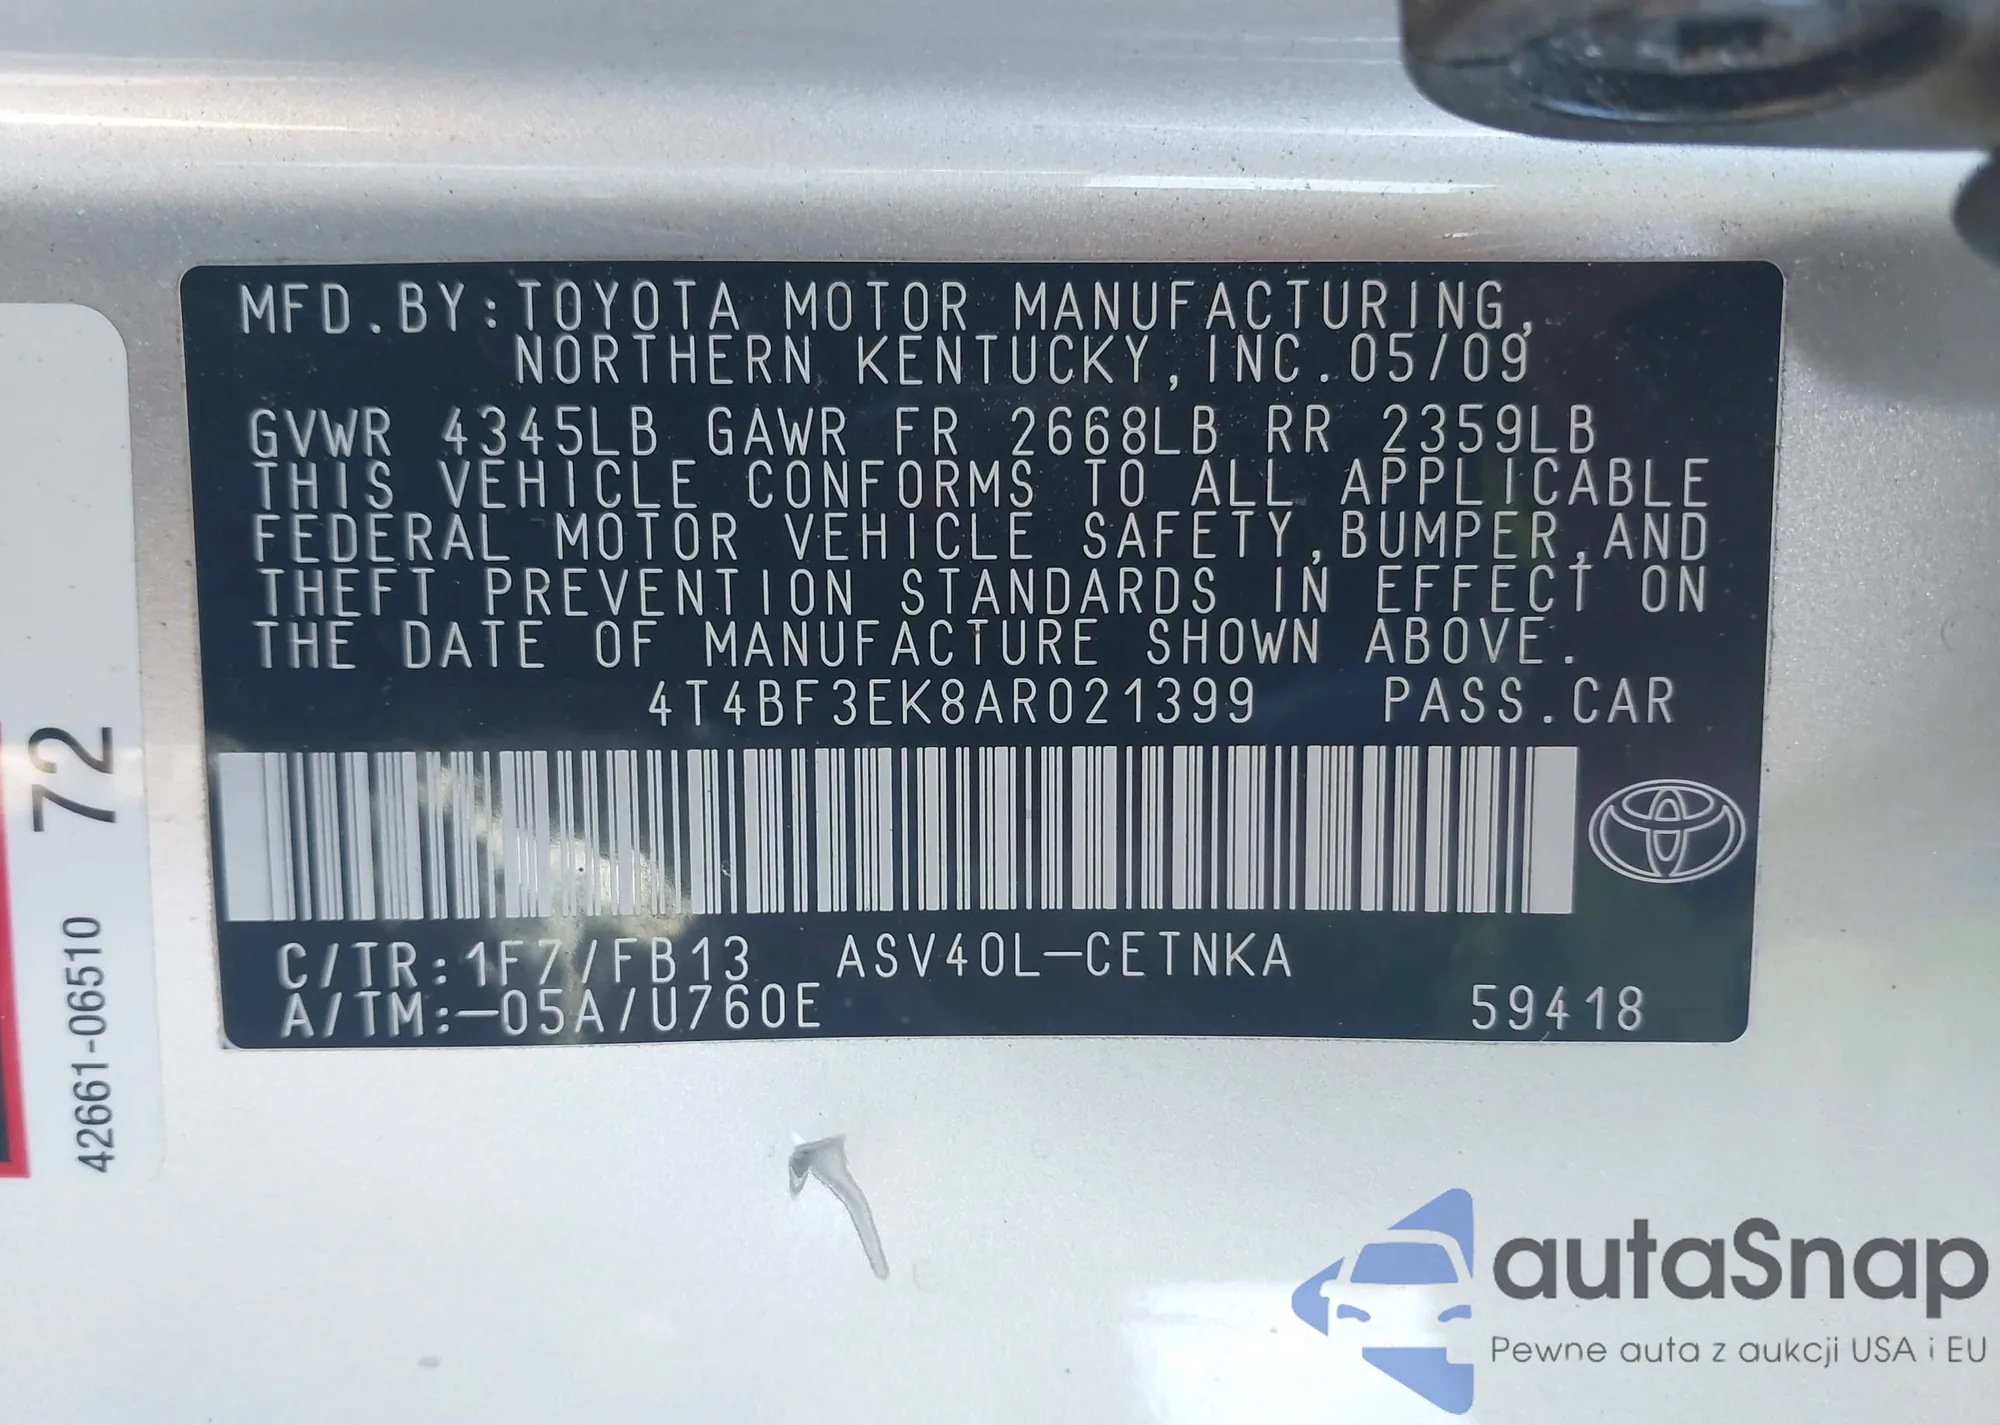 MFD.BY:TOYOTA MOTOR MANUFACTURING,
NORTHERN KENTUCKY,INC.05/09
GVWR 4345LB GAWR FR 2668LB RR 2359LB
THIS VEHICLE CONFORMS TO ALL APPLICABLE
FEDERAL MOTOR VEHICLE SAFETY,BUMPER,AND
THEFT PREVENTION STANDARDS IN EFFECT ON
THE DATE OF MANUFACTURE SHOWN ABOVE.
4T4BF3EK8AR021399 PASS.CAR
C/TR:1F7/FB13 ASV40L-CETNKA
A/TM:-05A/U760E 59418
72
42661-06510
autaSnap
Pewne auta z aukcji USA i EU